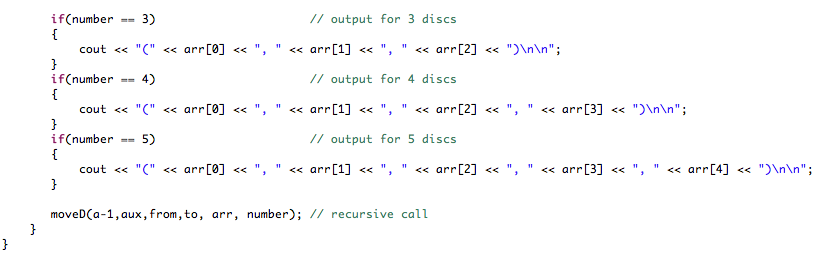 if(number == 3) // output for 3 discs
{
cout << "(" << arr[0] << ", " << arr[1] << ", " << arr[2] << ")\n\n";
}
if(number == 4) // output for 4 discs
{
cout << "(" << arr[0] << ", " << arr[1] << ", " << arr[2] << ", " << arr[3] << ")\n\n";
}
if(number == 5) // output for 5 discs
{
cout << "(" << arr[0] << ", " << arr[1] << ", " << arr[2] << ", " << arr[3] << ", " << arr[4] << ")\n\n";
}
moveD(a-1,aux,from,to, arr, number); // recursive call
}
}